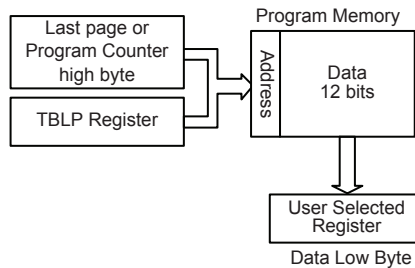 Program Memory
Last page or
Program Counter
high byte
TBLP Register
Address
Data
12 bits
User Selected
Register
Data Low Byte